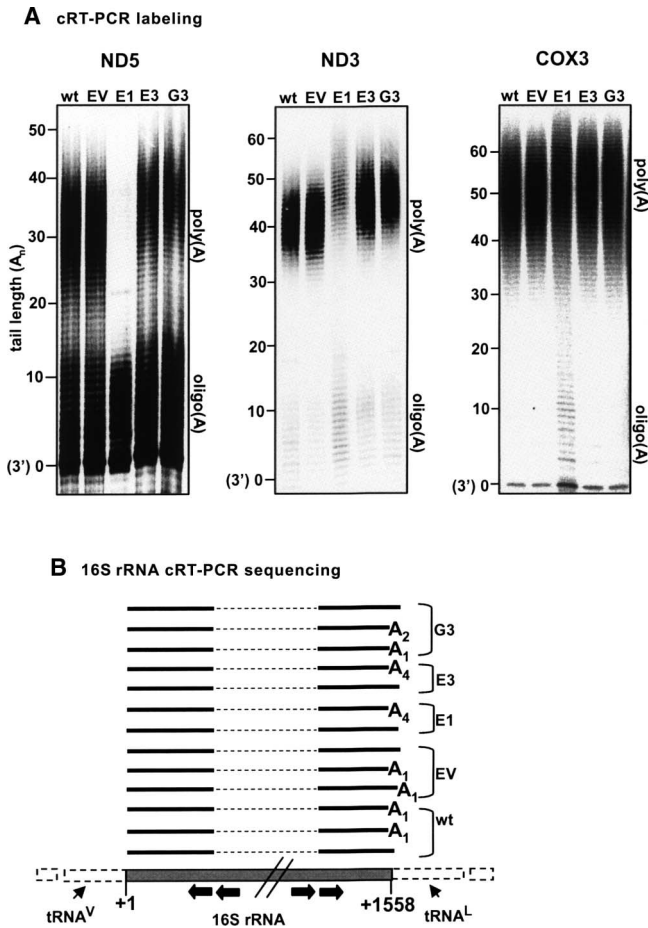 A cRT-PCR labeling
ND5 ND3 COX3
wt EV E1 E3 G3 wt EV E1 E3 G3 wt EV E1 E3 G3
tail length (An)
50
40
30
20
10
(3') 0
poly(A)
oligo(A)
60
50
40
30
20
10
(3') 0
poly(A)
oligo(A)
60
50
40
30
20
10
(3') 0
poly(A)
oligo(A)
B 16S rRNA cRT-PCR sequencing
A2
A1
G3
A4
E3
A4
E1
A1
A1
EV
A1
A1
wt
tRNAV
+1
16S rRNA
+1558
tRNAL